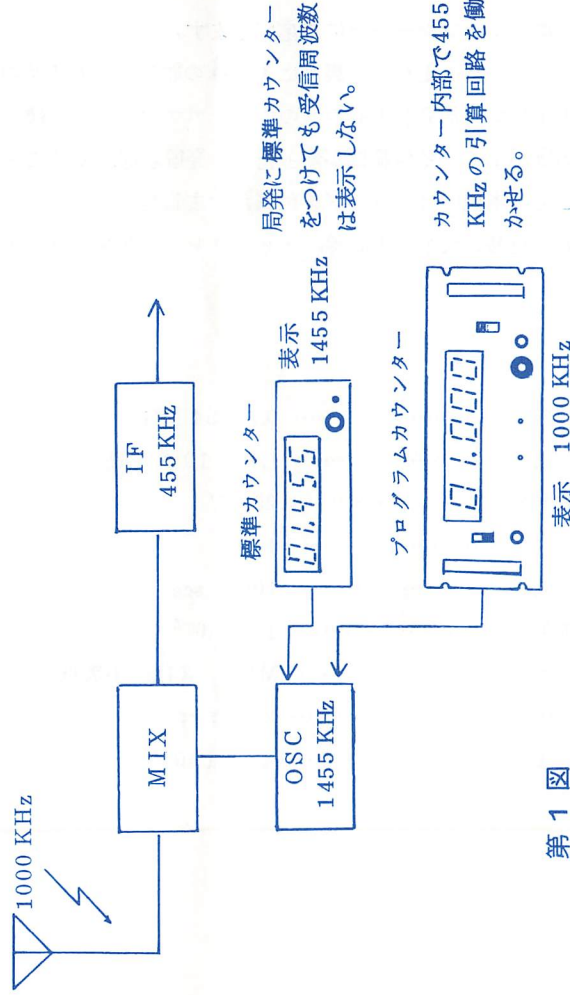 1000 KHz
MIX
IF
455 KHz
OSC
1455 KHz
標準カウンター
01.455
表示
1455 KHz
局発に標準カウンター
をつけても受信周波数
は表示しない。
プログラムカウンター
01.000
表示 1000 KHz
カウンター内部で455
KHzの引算回路を働
かせる。
第1図